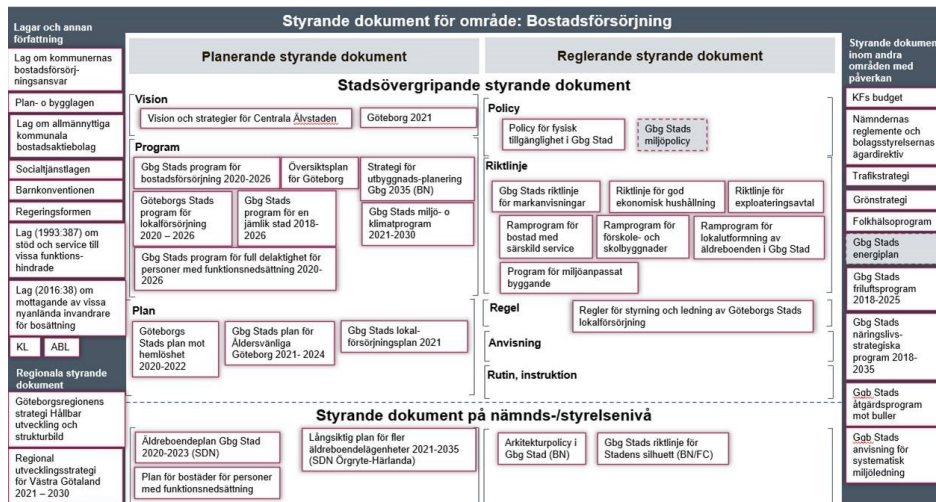 Styrande dokument för område: Bostadsförsörjning
Lagar och annan
författning
Lag om kommunernas
bostadsförsörj-
ningsansvar
Plan- o bygglagen
Lag om allmännyttiga
kommunala
bostadsaktiebolag
Socialtjänstlagen
Barnkonventionen
Regeringsformen
Lag (1993:387) om
stöd och service till
vissa funktions-
hindrade
Lag (2016:38) om
mottagande av vissa
nyanlända invandrare
för bosättning
KL
ABL
Regionala styrande
dokument
Göteborgsregionens
strategi Hållbar
utveckling och
strukturbild
Regional
utvecklingsstrategi
för Västra Götaland
2021 – 2030
Planerande styrande dokument
Reglerande styrande dokument
Stadsövergripande styrande dokument
Vision
Vision och strategier för Centrala Älvstaden
Göteborg 2021
Program
Gbg Stads program för
bostadsförsörjning 2020-2026
Översiktsplan
för Göteborg
Strategi för
utbyggnads-planering
Gbg 2035 (BN)
Göteborgs Stads
program för
lokalförsörjning
2020 – 2026
Gbg Stads
program för en
jämlik stad 2018-
2026
Gbg Stads miljö- o
klimatprogram
2021-2030
Gbg Stads program för full delaktighet för
personer med funktionsnedsättning 2020-
2026
Plan
Göteborgs
Stads plan mot
hemlöshet
2020-2022
Gbg Stads plan för
Åldersvänliga
Göteborg 2021- 2024
Gbg Stads lokal-
försörjningsplan 2021
Policy
Policy för fysisk
tillgänglighet i Gbg Stad
Gbg Stads
miljöpolicy
Riktlinje
Gbg Stads riktlinje
för markanvisningar
Riktlinje för god
ekonomisk hushållning
Riktlinje för
exploateringsavtal
Ramprogram för
bostad med
särskild service
Ramprogram för
förskole- och
skolbyggnader
Ramprogram för
lokalutformning av
äldreboenden i Gbg Stad
Program för miljöanpassat
byggande
Regel
Regler för styrning och ledning av Göteborgs Stads
lokalförsörjning
Anvisning
Rutin, instruktion
Styrande dokument på nämnds-/styrelsenivå
Äldreboendeplan Gbg Stad
2020-2023 (SDN)
Långsiktig plan för fler
äldreboendelägenheter 2021-2035
(SDN Örgryte-Härlanda)
Plan för bostäder för personer
med funktionsnedsättning
Arkitekturpolicy i
Gbg Stad (BN)
Gbg Stads riktlinje för
Stadens silhuett (BN/FC)
Styrande dokument
inom andra
områden med
påverkan
KFs budget
Nämndernas
reglemente och
bolagsstyrelsernas
ägardirektiv
Trafikstrategi
Grönstrategi
Folkhälsoprogram
Gbg Stads
energiplan
Gbg Stads
friluftsprogram
2018-2025
Gbg Stads
näringslivs-
strategiska
program 2018-
2035
Ggb Stads
åtgärdsprogram
mot buller
Ggb Stads
anvisning för
systematisk
miljöledning